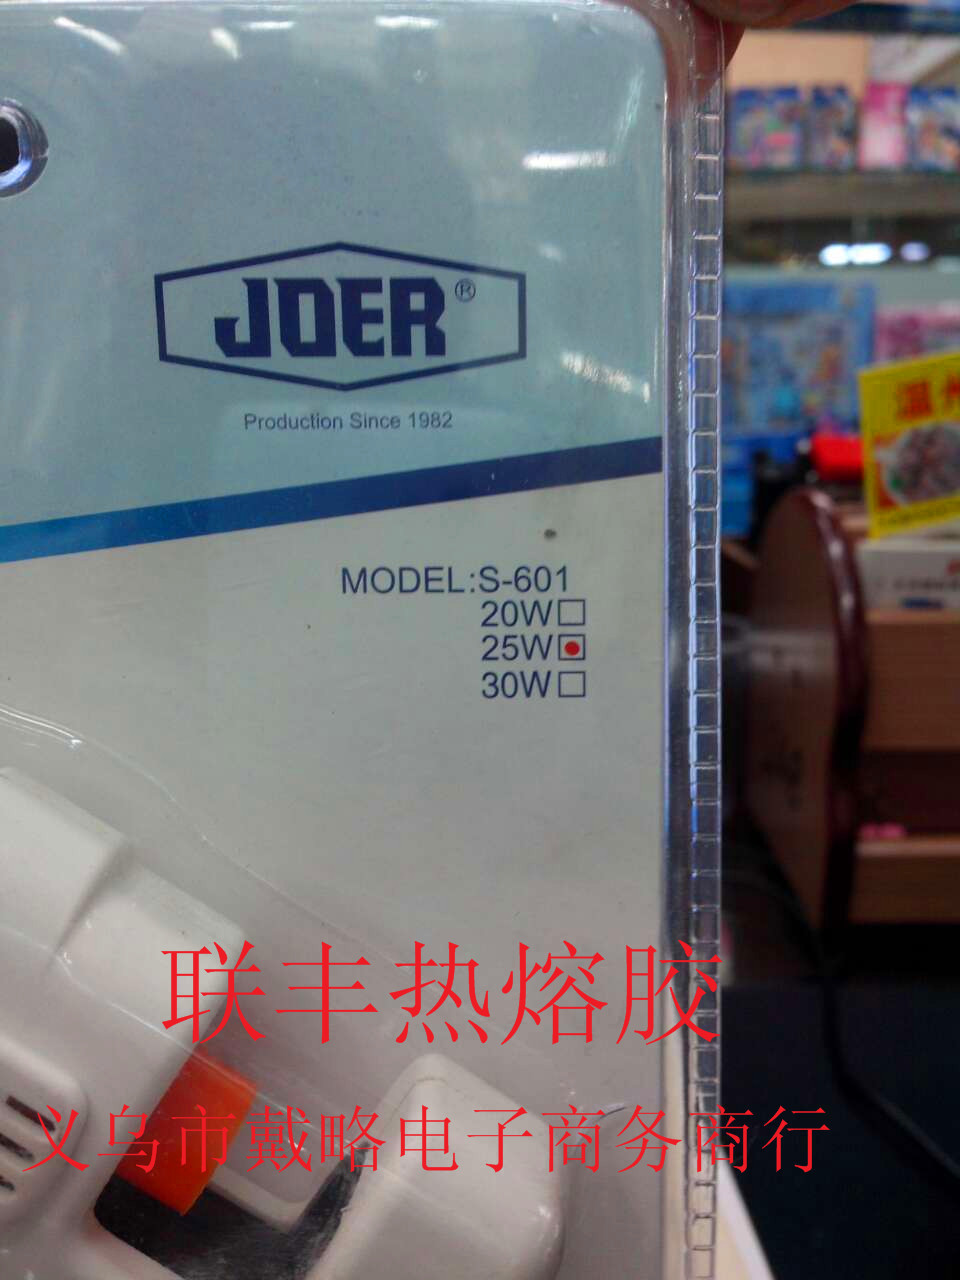 JOER®
Production Since 1982
MODEL:S-601
20W
25W
30W
温
联丰热熔胶
义乌市戴略电子商务商行